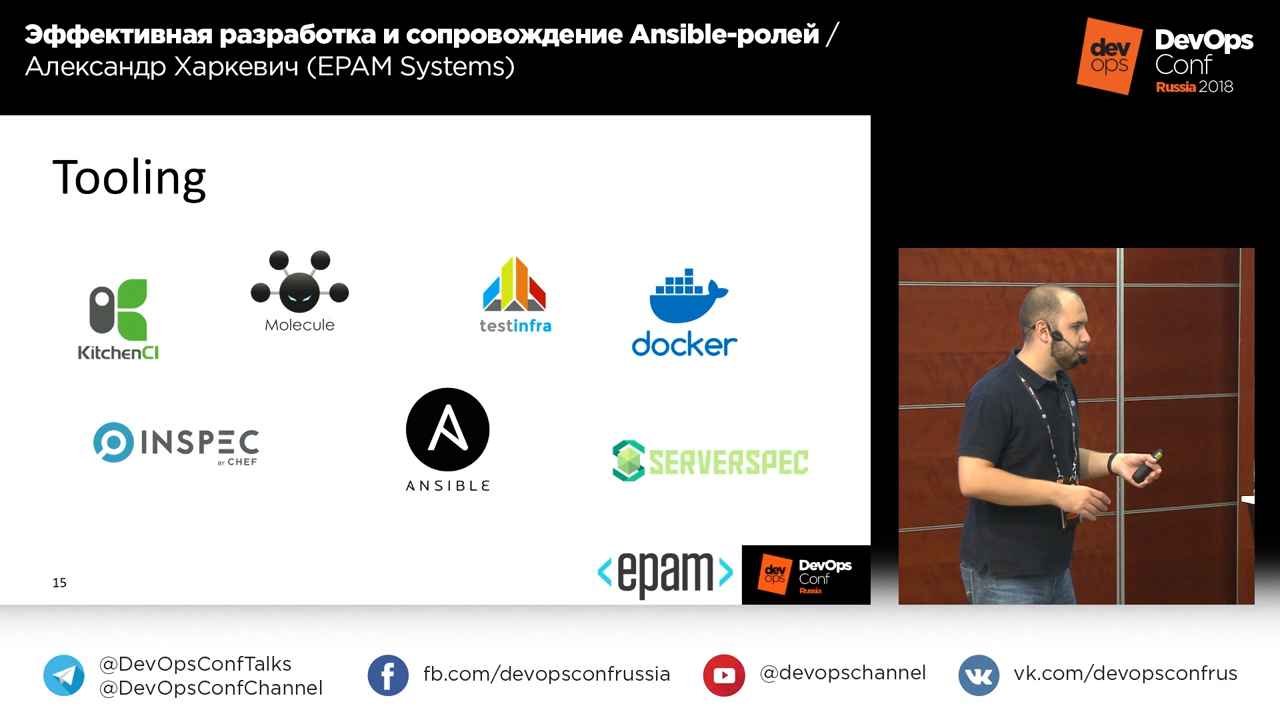 Эффективная разработка и сопровождение Ansible-ролей /
Александр Харкевич (EPAM Systems)
dev
ops
DevOps
Conf
Russia 2018
Tooling
KitchenCI
Molecule
testinfra
docker
INSPEC
BY CHEF
ANSIBLE
SERVERSPEC
15
<epam>
dev
ops
DevOps
Conf
Russia
@DevOpsConfTalks
@DevOpsConfChannel
fb.com/devopsconfrussia
@devopschannel
vk.com/devopsconfrus